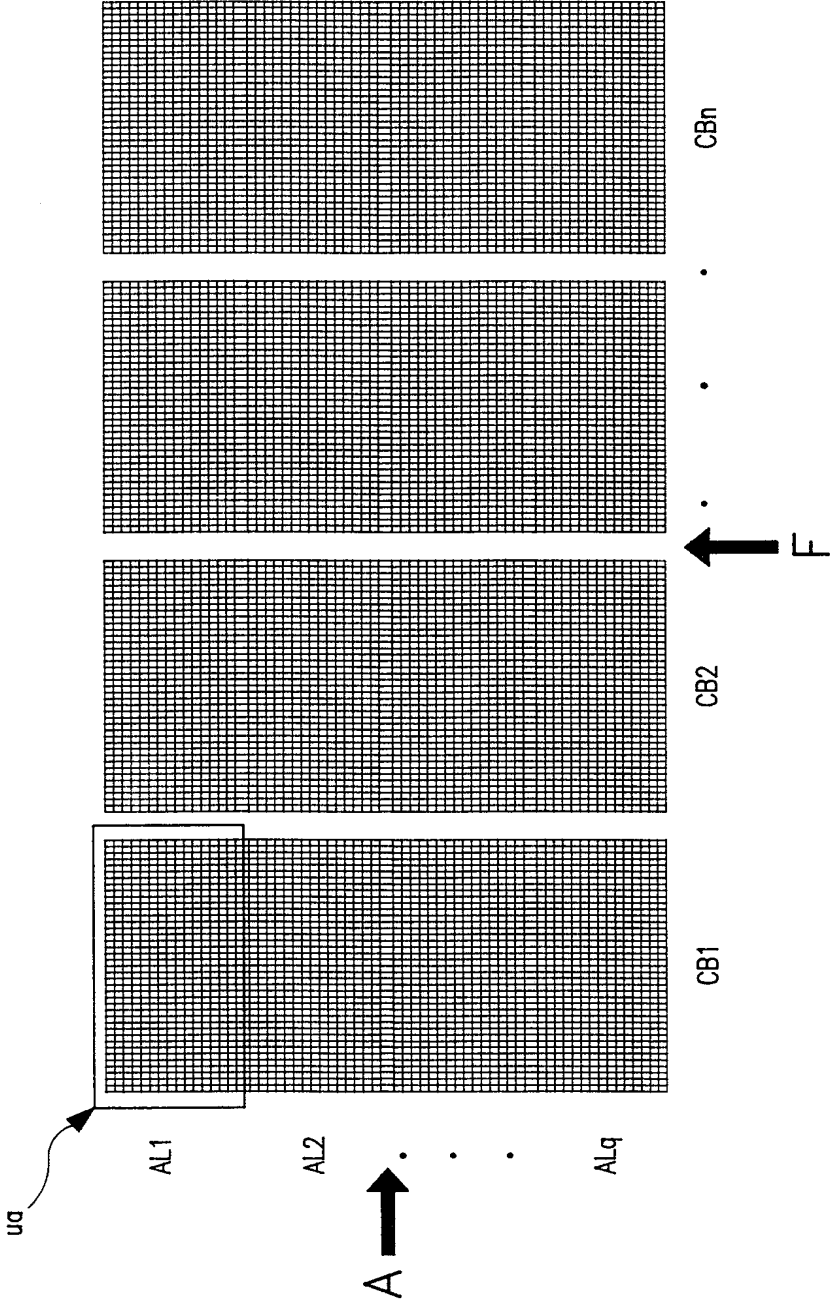 ua
AL1
AL2
.
.
.
ALq
A
CB1
CB2
. . .
CBn
F